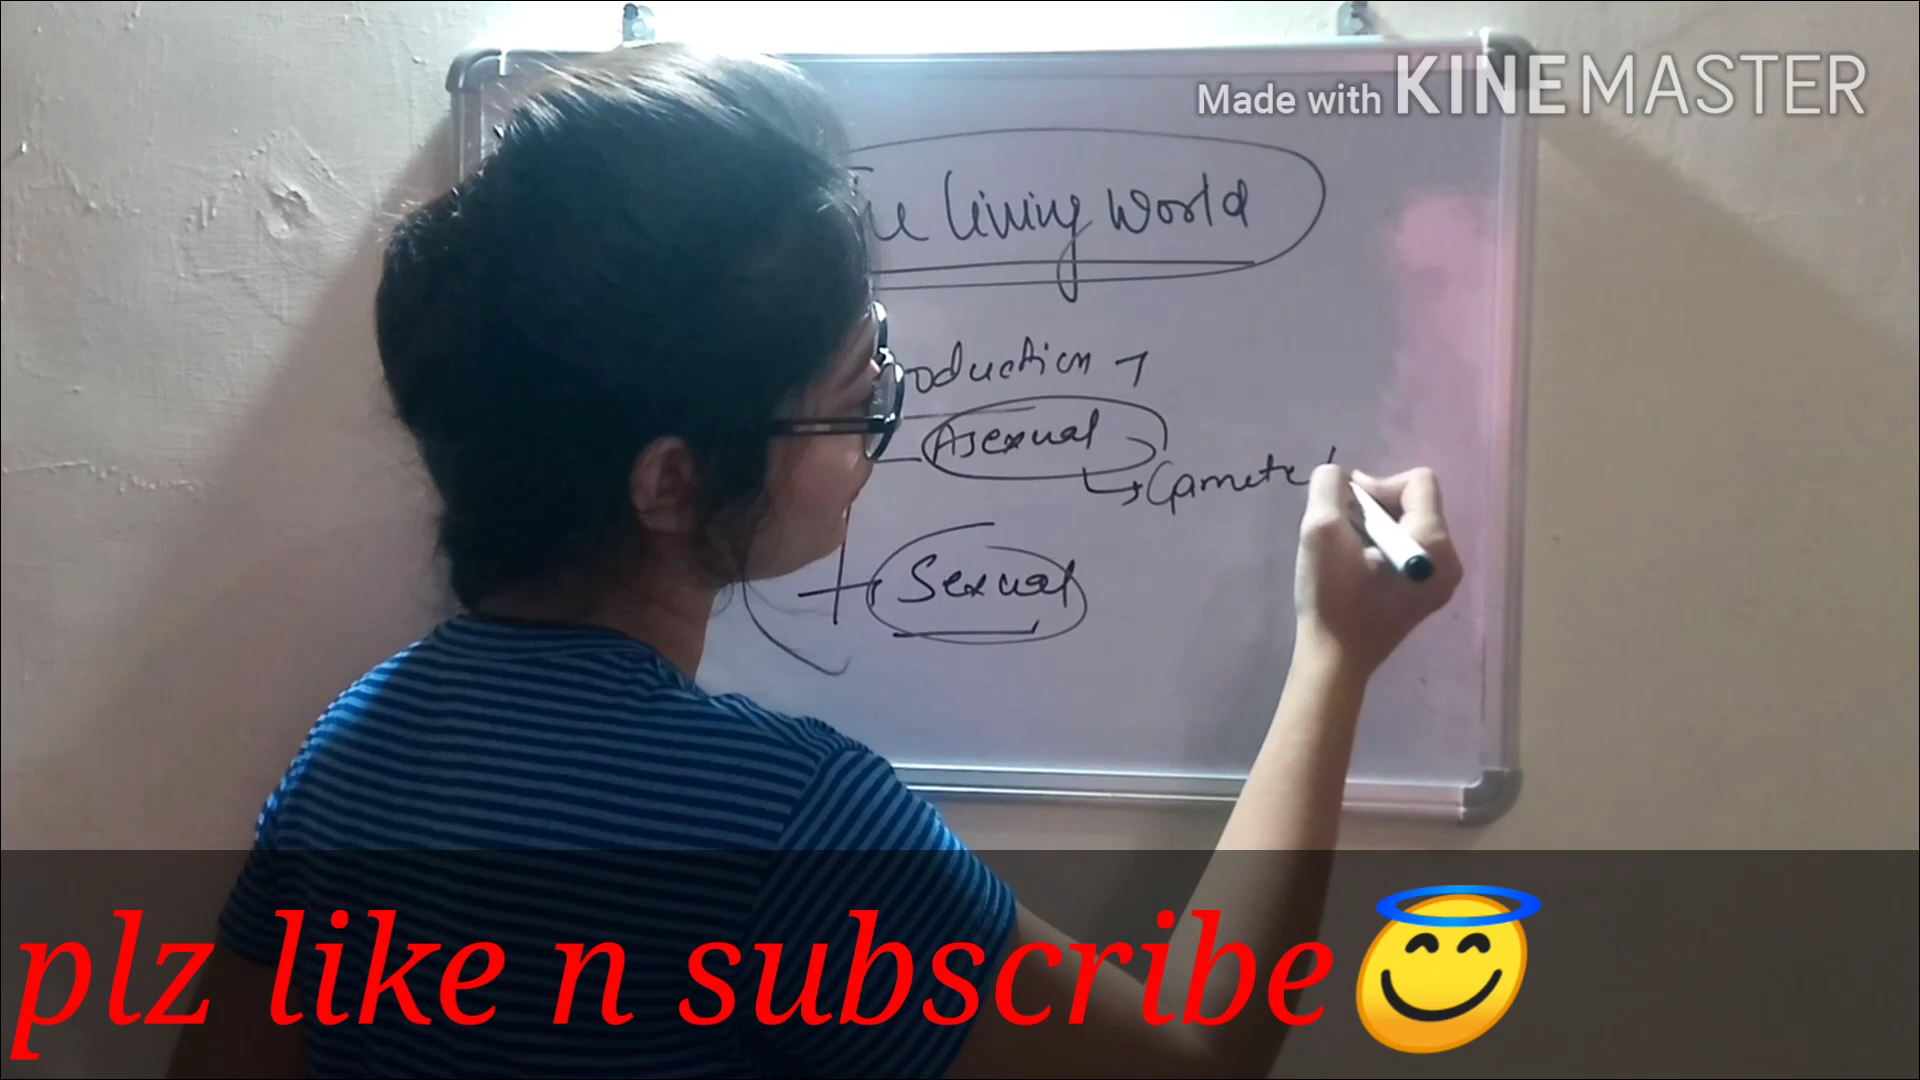 Made with KINEMASTER
living World
oduction
Asexual
Gamete
Sexual
plz like n subscribe😇